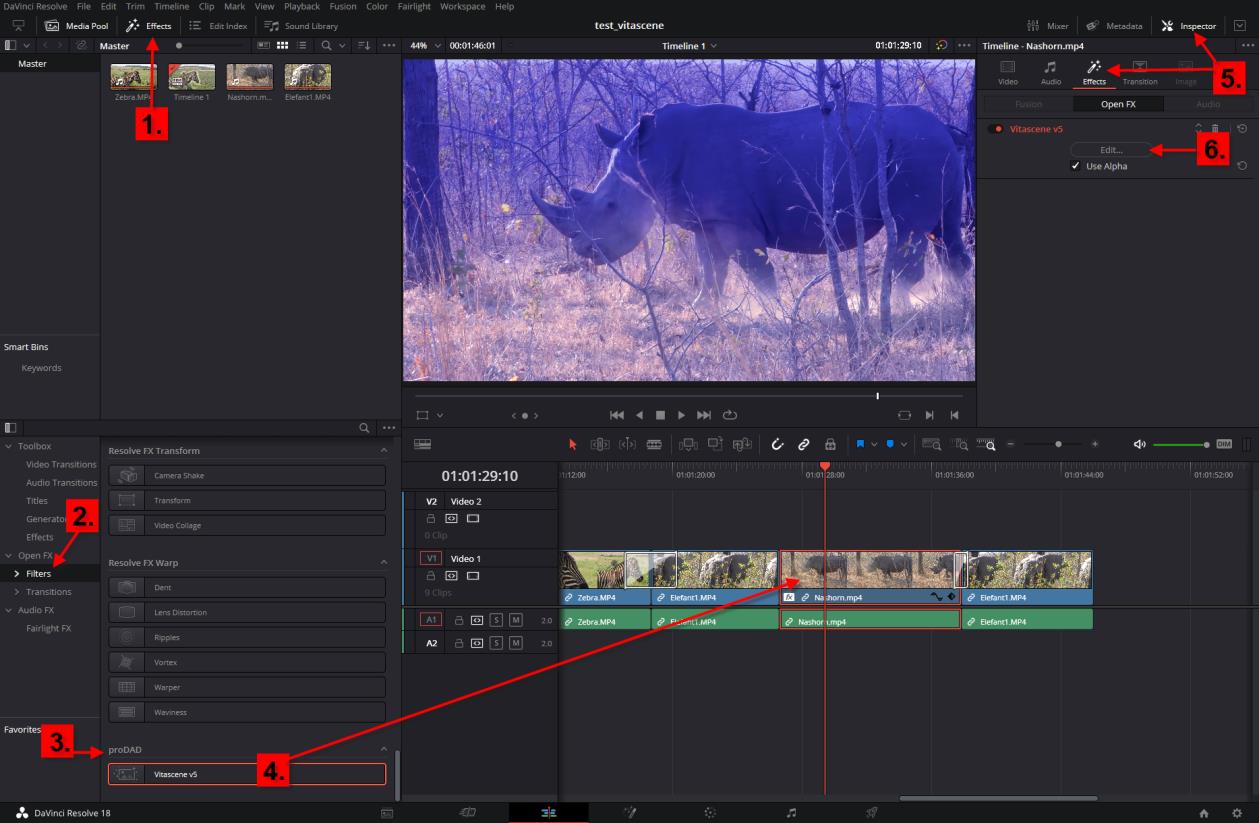 DaVinci Resolve File Edit Trim Timeline Clip Mark View Playback Fusion Color Fairlight Workspace Help
Media Pool Effects Edit Index Sound Library
test_vitascene
Mixer Metadata Inspector
Master
44% 00:01:46:01
Timeline 1
01:01:29:10
Timeline - Nashorn.mp4
Master
Zebra.MP4
Timeline 1
Nashorn.m...
Elefant1.MP4
1.
Video Audio Effects Transition Image
5.
Fusion Open FX Audio
Vitascene v5
Edit...
6.
Use Alpha
Smart Bins
Keywords
Toolbox
Video Transitions
Audio Transitions
Titles
Effects
2.
Open FX
Filters
Transitions
Audio FX
Fairlight FX
Favorites
3.
Resolve FX Transform
Camera Shake
Transform
Video Collage
Resolve FX Warp
Dent
Lens Distortion
Ripples
Vortex
Warper
Waviness
proDAD
Vitascene v5
4.
DIM
01:01:29:10
01:01:20:00
01:01:28:00
01:01:36:00
01:01:44:00
01:01:52:00
V2 Video 2
0 Clip
V1 Video 1
9 Clips
Zebra.MP4
Elefant1.MP4
fx Nashorn.mp4
Elefant1.MP4
A1 S M 2.0
Zebra.MP4
Elefant1.MP4
Nashorn.mp4
Elefant1.MP4
A2 S M 2.0
DaVinci Resolve 18